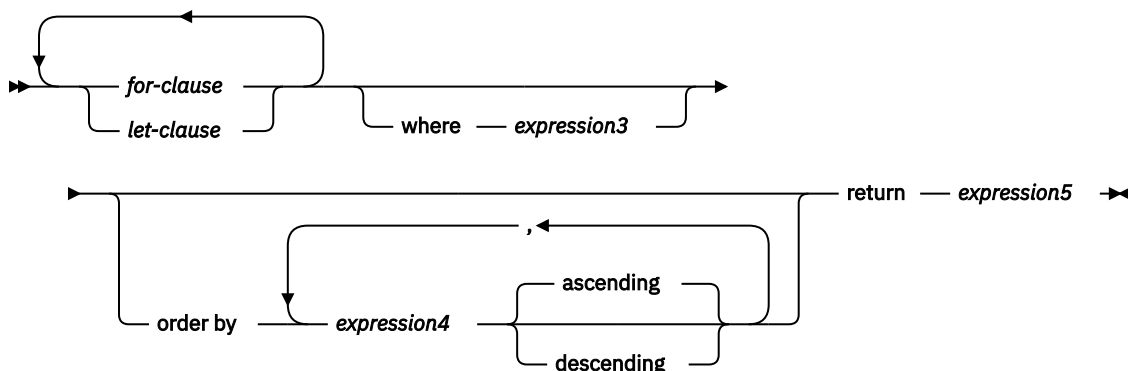 for-clause
let-clause
where expression3
return expression5
,
ascending
order by expression4
descending